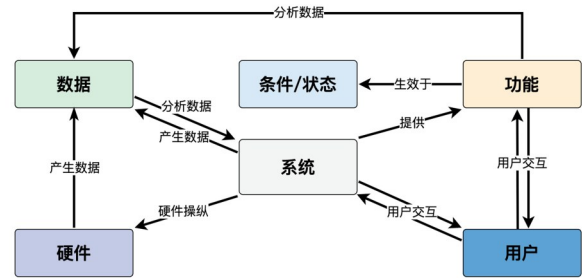 分析数据
数据
条件/状态
功能
生效于
分析数据
产生数据
提供
系统
产生数据
用户交互
硬件操纵
用户交互
硬件
用户